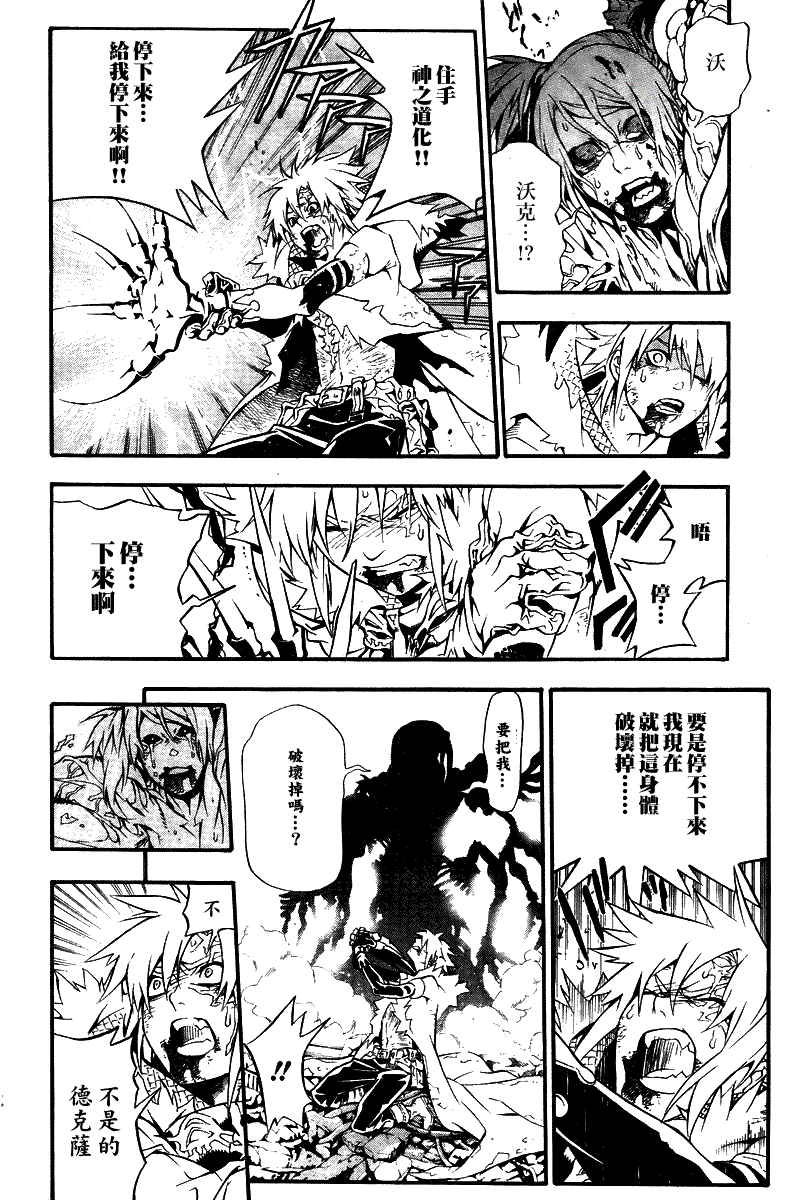 沃
沃克⋯!?
住手
神之道化!!
停下來⋯
給我停下來啊!!
唔
停⋯
停⋯
下來啊
要是停不下來
我現在
就把這身體
破壞掉⋯⋯
要把我⋯
破壞掉嗎⋯?
!!
不
不是的
德克薩